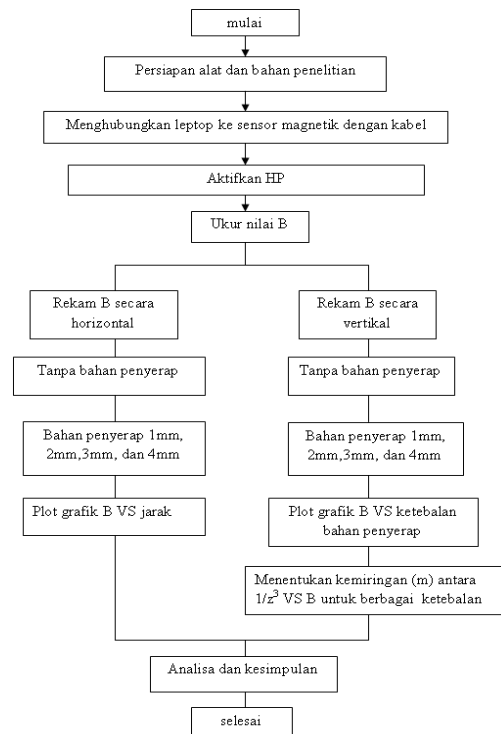 mulai
Persiapan alat dan bahan penelitian
Menghubungkan leptop ke sensor magnetik dengan kabel
Aktifkan HP
Ukur nilai B
Rekam B secara
horizontal
Tanpa bahan penyerap
Bahan penyerap 1mm,
2mm,3mm, dan 4mm
Plot grafik B VS jarak
Rekam B secara
vertikal
Tanpa bahan penyerap
Bahan penyerap 1mm,
2mm,3mm, dan 4mm
Plot grafik B VS ketebalan
bahan penyerap
Menentukan kemiringan (m) antara
1/z³ VS B untuk berbagai ketebalan
Analisa dan kesimpulan
selesai